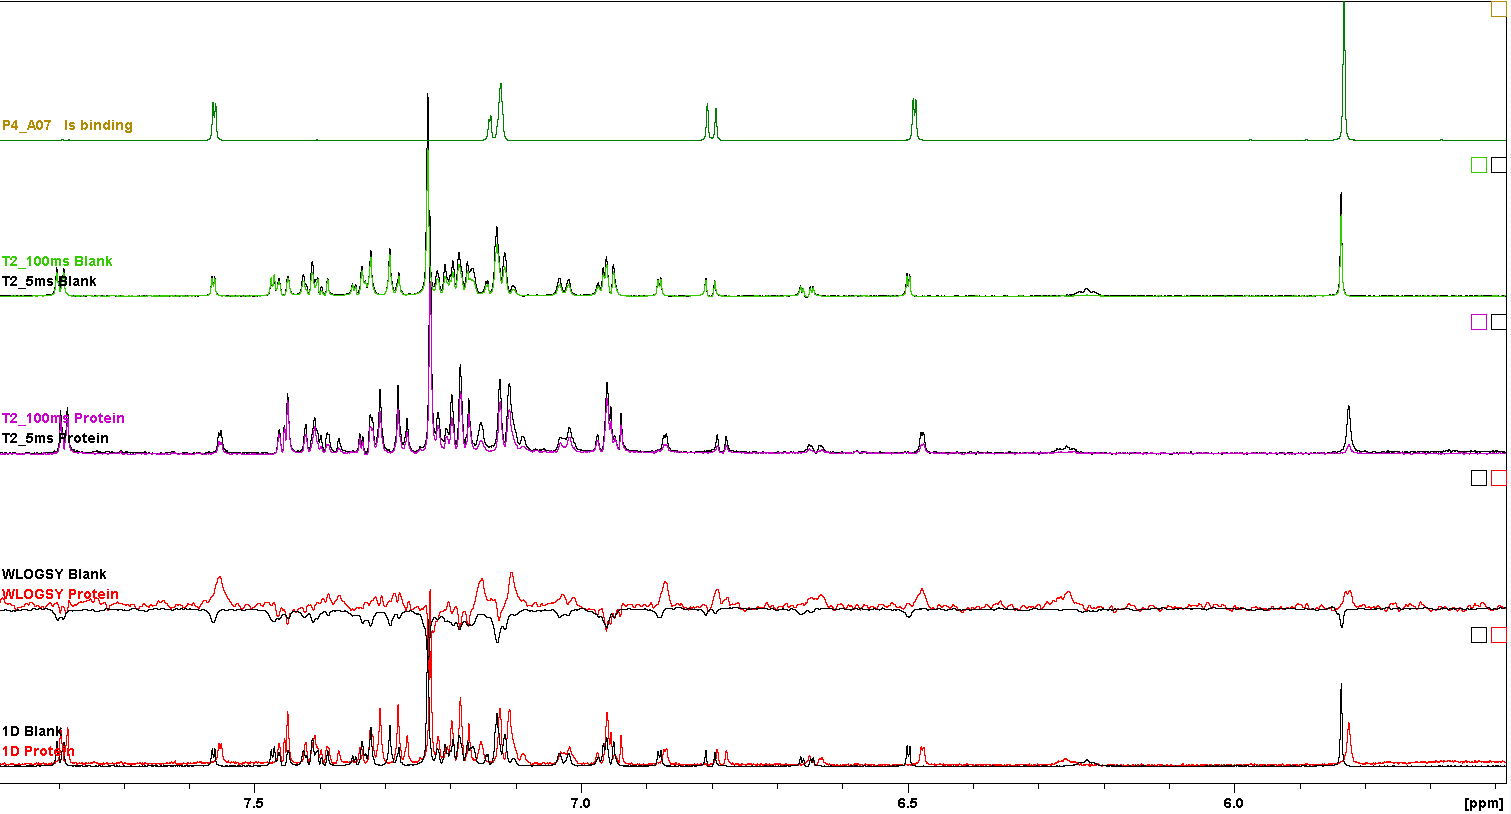 P4_A07 Is binding
T2_100ms Blank
T2_5ms Blank
T2_100ms Protein
T2_5ms Protein
WLOGSY Blank
WLOGSY Protein
1D Blank
1D Protein
7.5 7.0 6.5 6.0 [ppm]